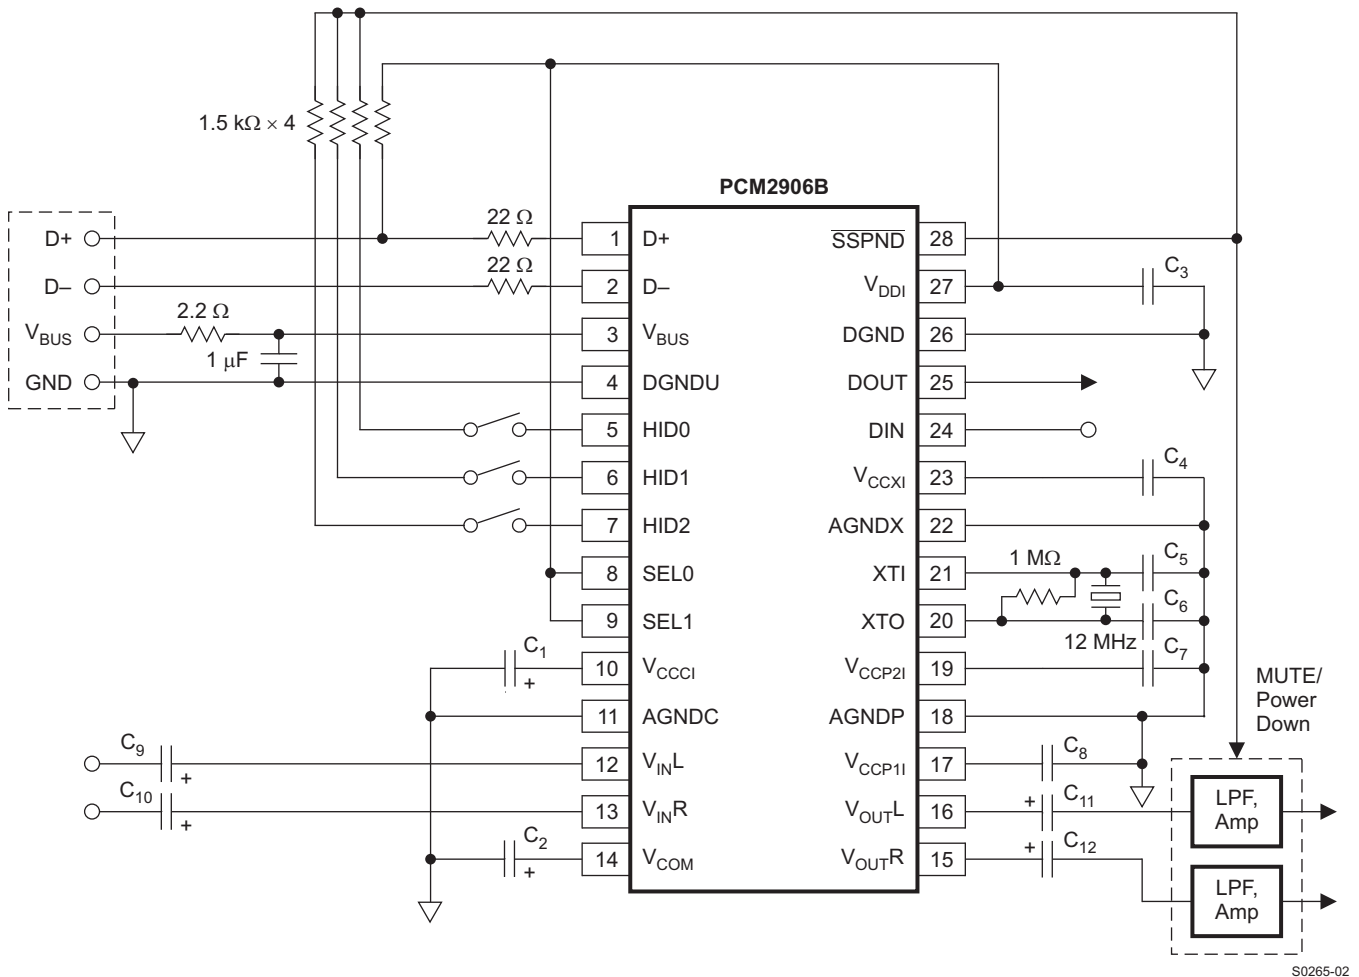 1.5 kΩ × 4
PCM2906B
D+
22 Ω
1
D+
SSPND
28
D–
22 Ω
2
D–
VDDI
27
C3
VBUS
2.2 Ω
1 μF
3
VBUS
DGND
26
GND
4
DGNDU
DOUT
25
5
HID0
DIN
24
6
HID1
VCCXI
23
C4
7
HID2
AGNDX
22
8
SEL0
XTI
21
1 MΩ
C5
9
SEL1
XTO
20
12 MHz
C6
C1
+
10
VCCCI
VCCP2I
19
C7
11
AGNDC
AGNDP
18
MUTE/
Power
Down
C9
+
12
VINL
VCCP1I
17
C8
C10
+
13
VINR
VOUTL
16
+
C11
LPF,
Amp
C2
+
14
VCOM
VOUTR
15
+
C12
LPF,
Amp
S0265-02